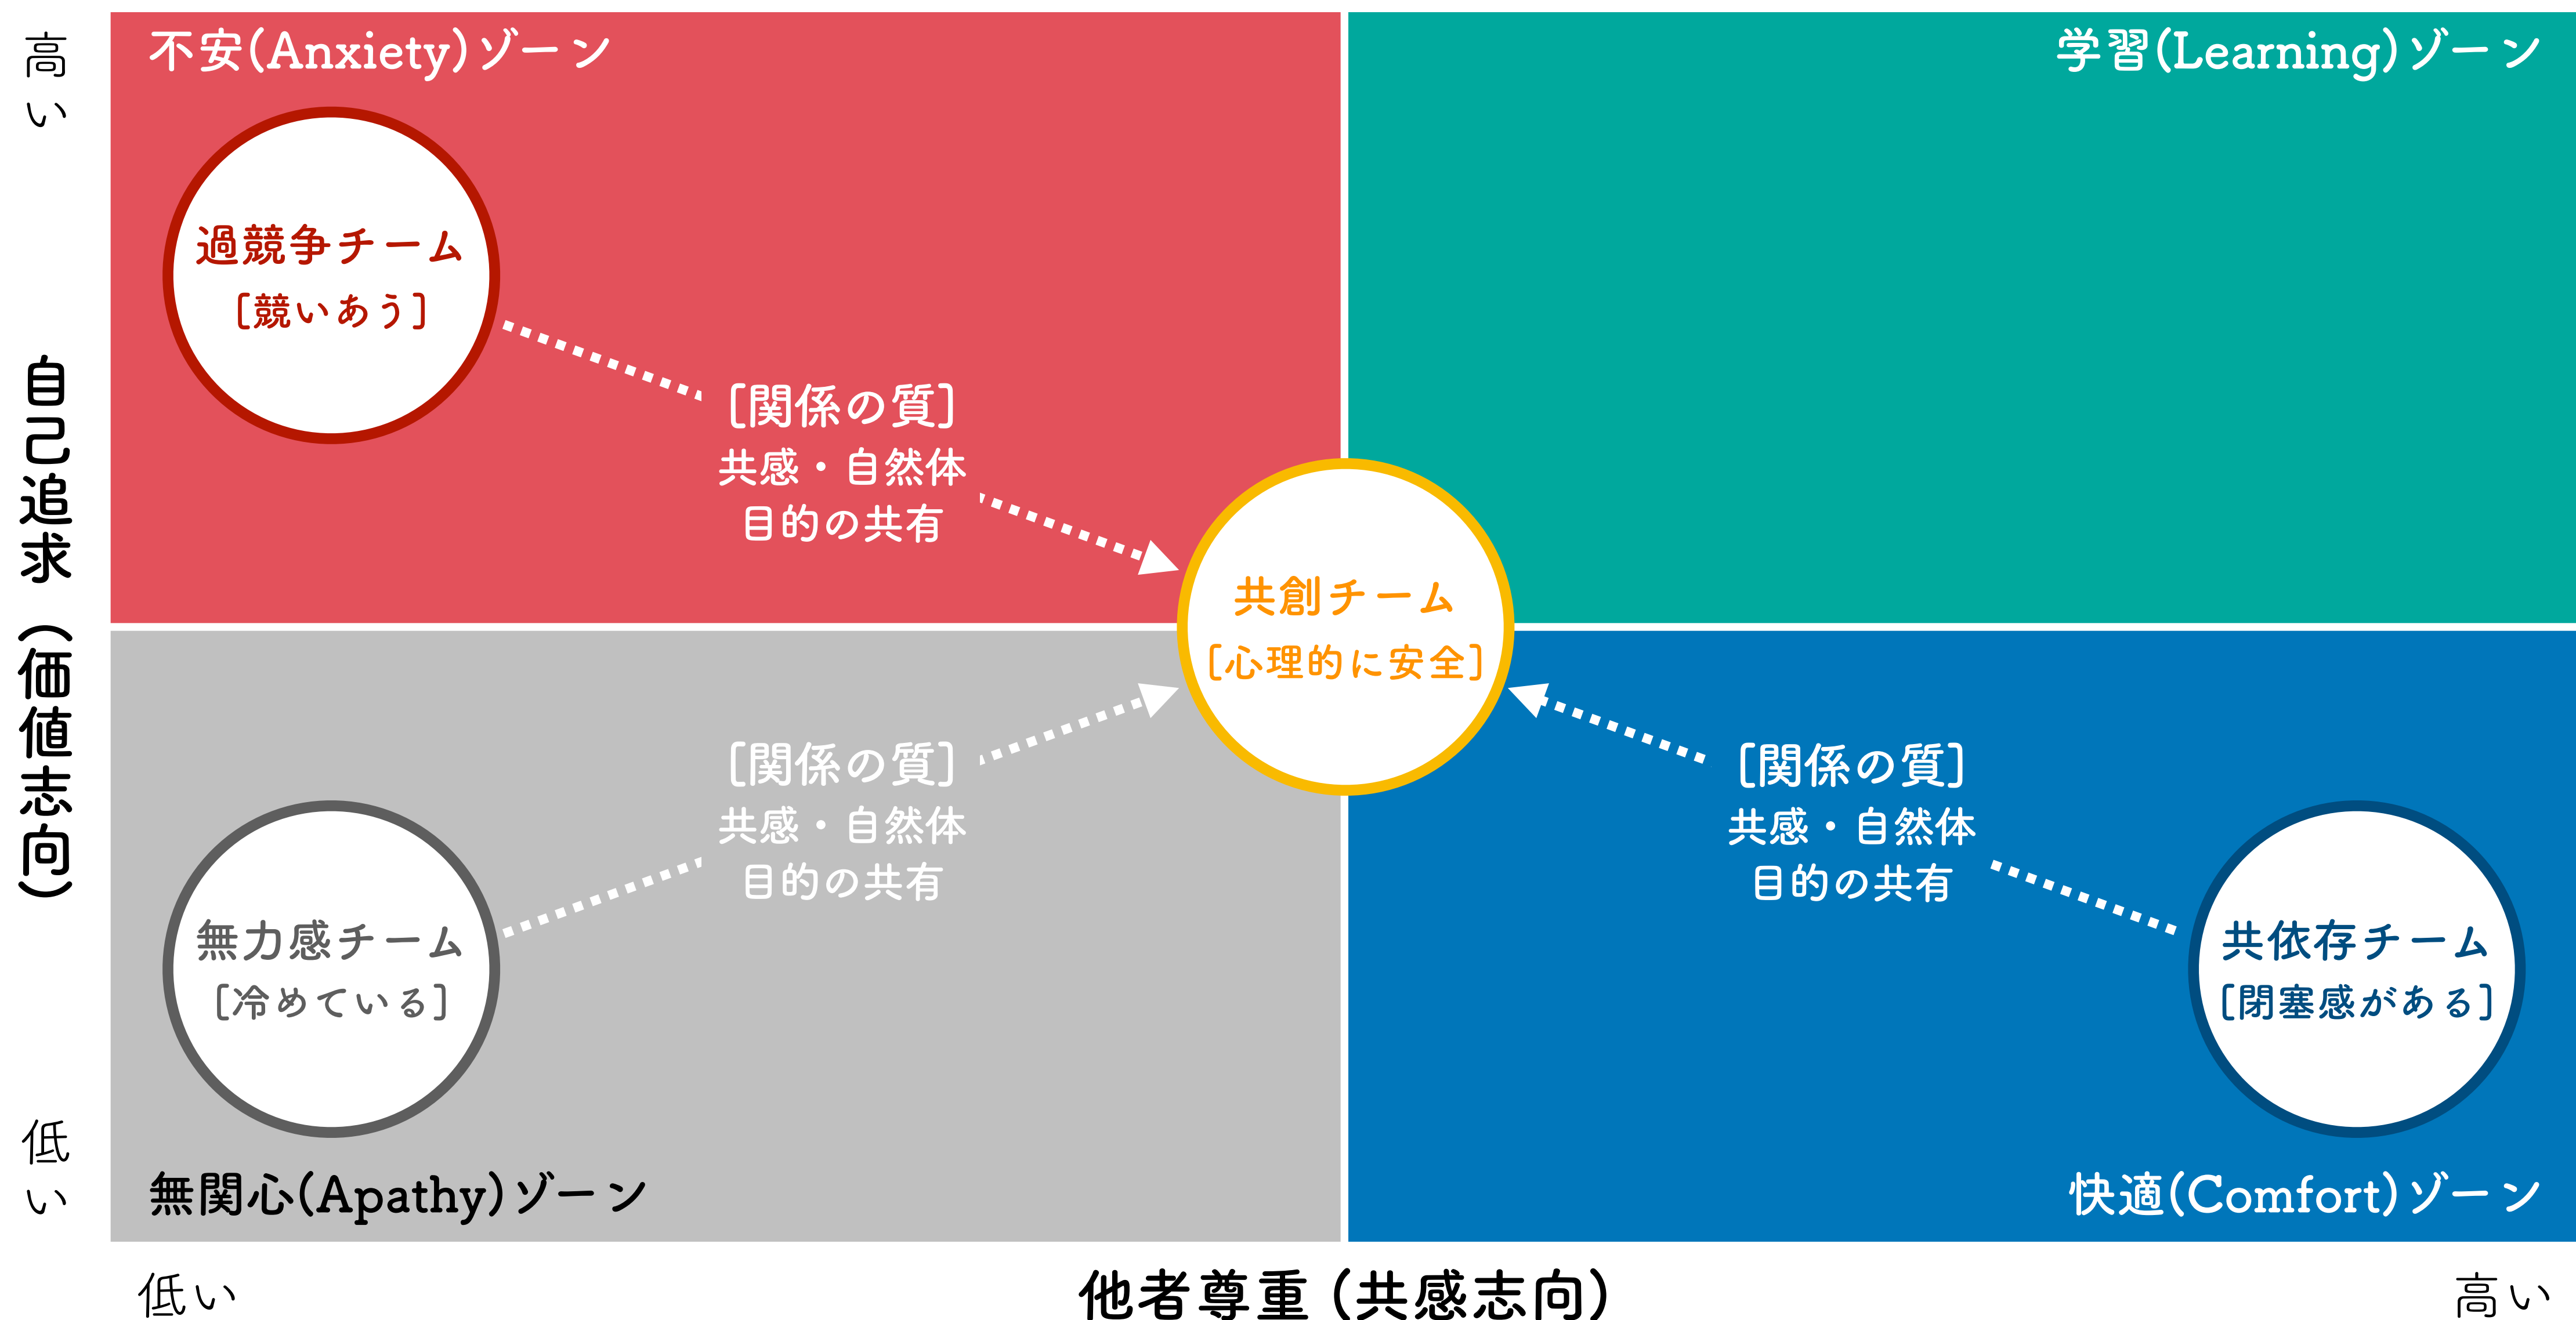 高い
不安(Anxiety)ゾーン
学習(Learning)ゾーン
過競争チーム
[競いあう]
[関係の質]
共感・自然体
目的の共有
自己追求(価値志向)
共創チーム
[心理的に安全]
[関係の質]
共感・自然体
目的の共有
[関係の質]
共感・自然体
目的の共有
無力感チーム
[冷めている]
共依存チーム
[閉塞感がある]
低い
無関心(Apathy)ゾーン
快適(Comfort)ゾーン
低い
他者尊重(共感志向)
高い